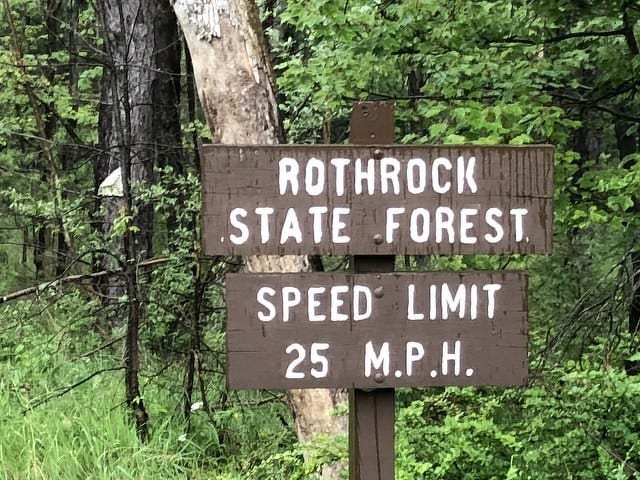 ROTHROCK
STATE FOREST
SPEED LIMIT
25 M.P.H.